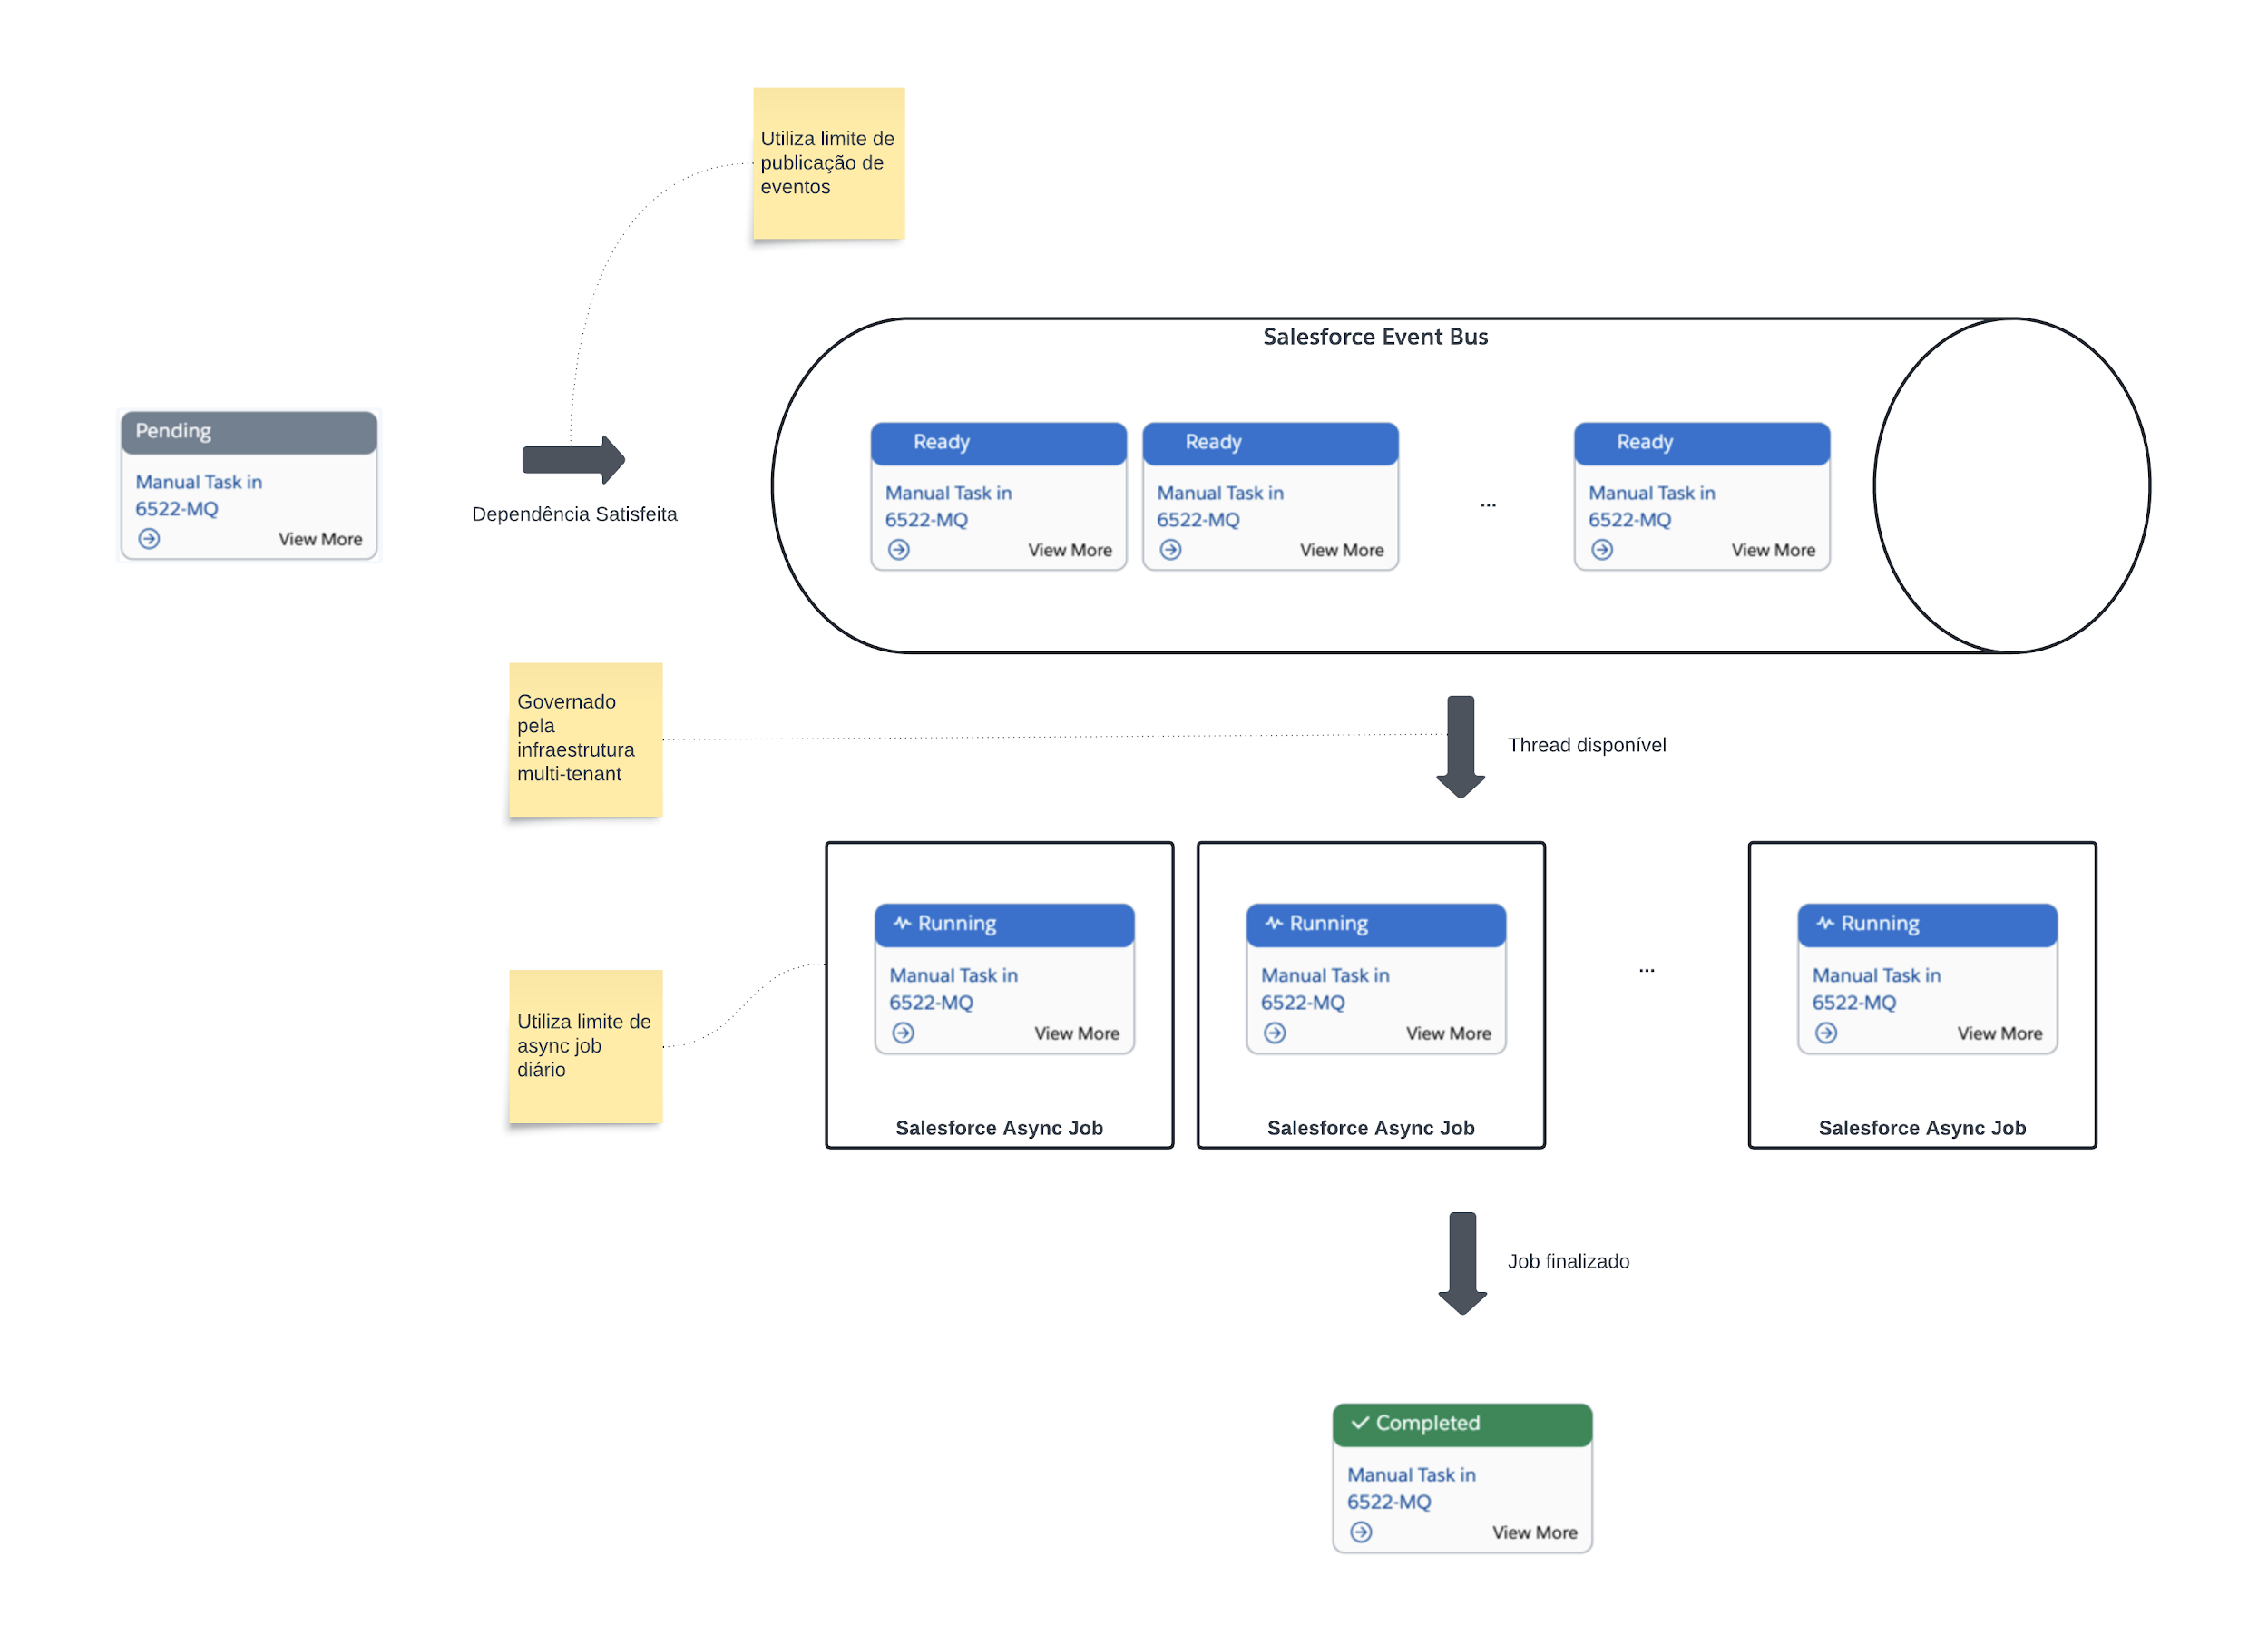 Utiliza limite de
publicação de
eventos
Salesforce Event Bus
Pending
Manual Task in
6522-MQ
View More
Dependência Satisfeita
Ready
Manual Task in
6522-MQ
View More
Ready
Manual Task in
6522-MQ
View More
...
Ready
Manual Task in
6522-MQ
View More
Governado
pela
infraestrutura
multi-tenant
Thread disponível
Utiliza limite de
async job
diário
Running
Manual Task in
6522-MQ
View More
Salesforce Async Job
Running
Manual Task in
6522-MQ
View More
Salesforce Async Job
...
Running
Manual Task in
6522-MQ
View More
Salesforce Async Job
Job finalizado
Completed
Manual Task in
6522-MQ
View More